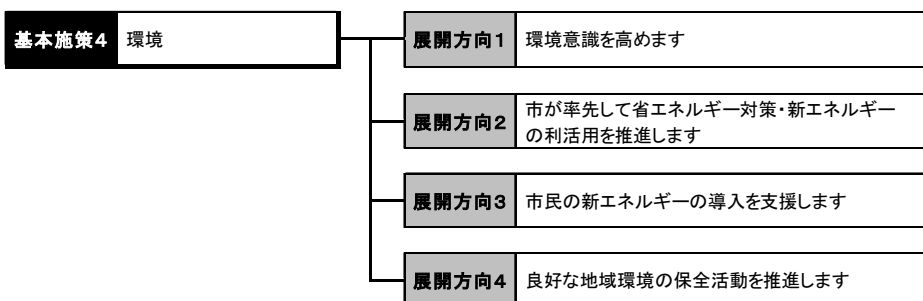 基本施策4 環境
展開方向1 環境意識を高めます
展開方向2 市が率先して省エネルギー対策・新エネルギー
の利活用を推進します
展開方向3 市民の新エネルギーの導入を支援します
展開方向4 良好な地域環境の保全活動を推進します